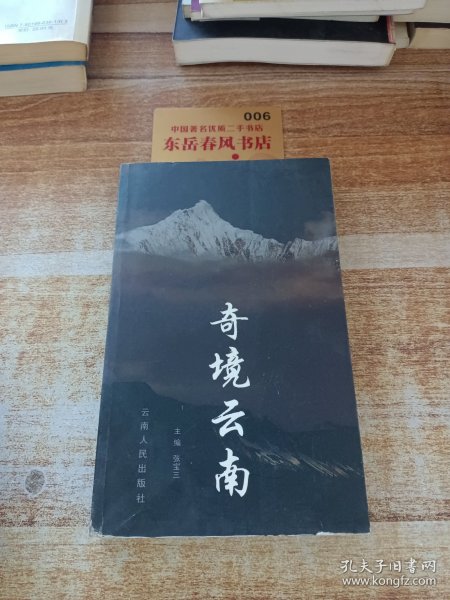 006
中国著名优质二手书店
东岳春风书店
奇境云南
主编 张宝三
云南人民出版社
孔夫子旧书网
www.kongfz.com